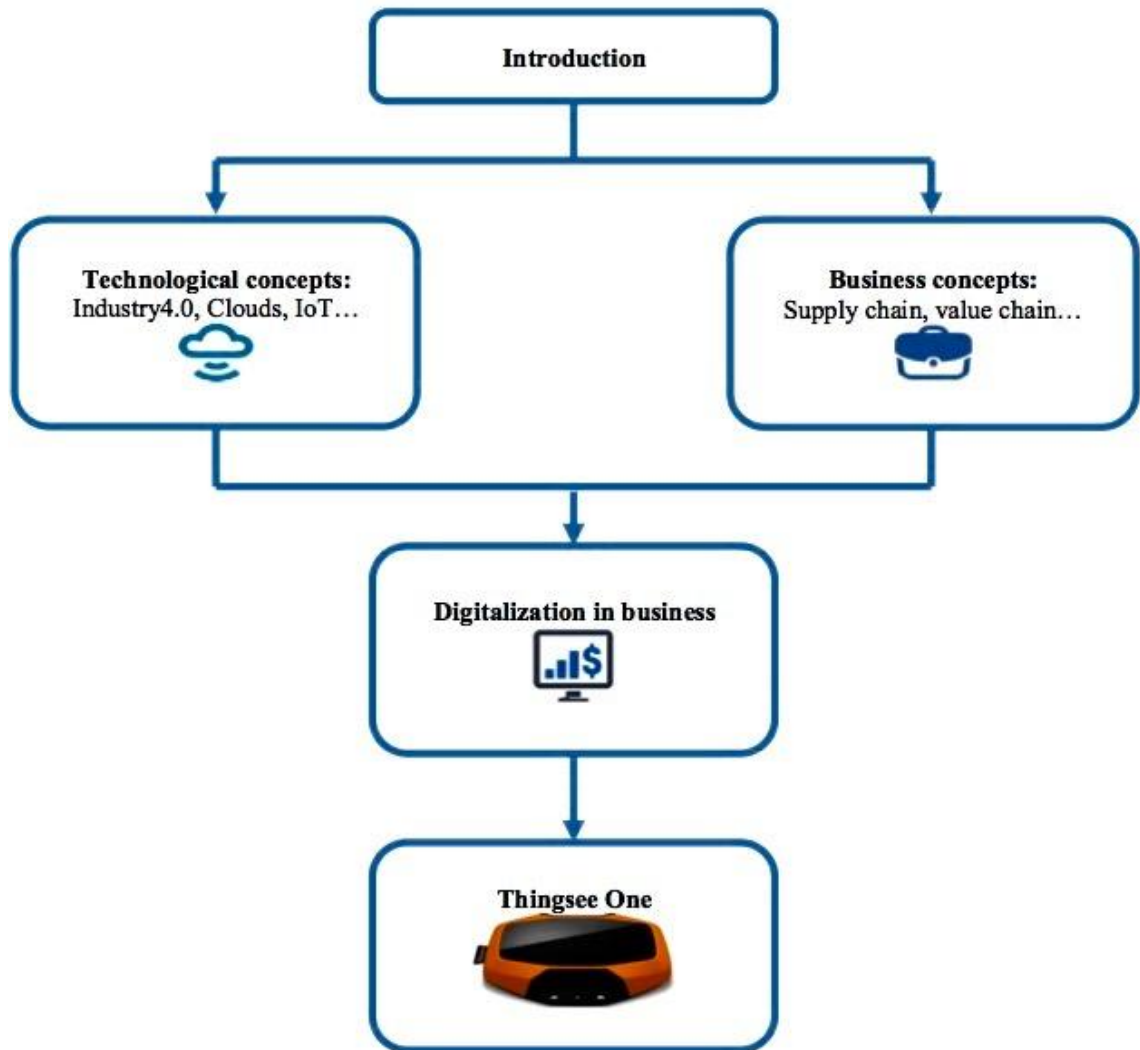 Introduction
Technological concepts:
Industry4.0, Clouds, IoT…
Business concepts:
Supply chain, value chain…
Digitalization in business
$
Thingsee One